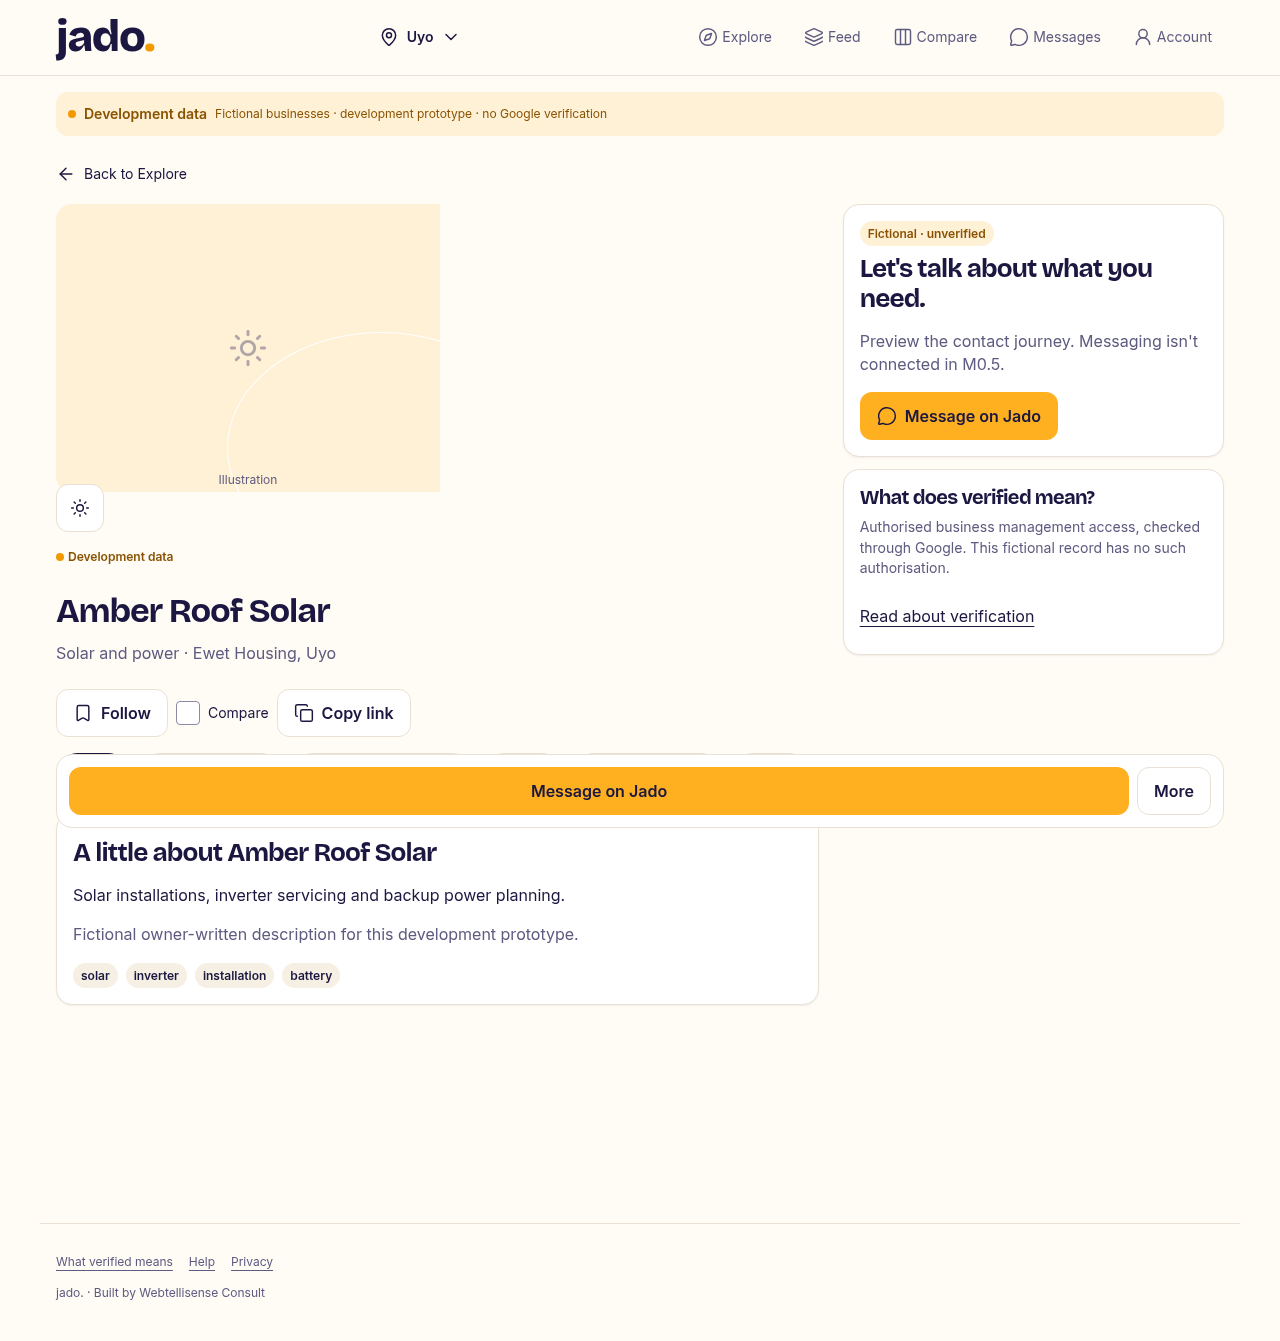 jado.
Uyo
Explore
Feed
Compare
Messages
Account
Development data Fictional businesses · development prototype · no Google verification
Back to Explore
Illustration
Development data
Amber Roof Solar
Solar and power · Ewet Housing, Uyo
Follow
Compare
Copy link
Fictional · unverified
Let's talk about what you
need.
Preview the contact journey. Messaging isn't
connected in M0.5.
Message on Jado
What does verified mean?
Authorised business management access, checked
through Google. This fictional record has no such
authorisation.
Read about verification
Message on Jado
More
A little about Amber Roof Solar
Solar installations, inverter servicing and backup power planning.
Fictional owner-written description for this development prototype.
solar
inverter
installation
battery
What verified means
Help
Privacy
jado. · Built by Webtellisense Consult